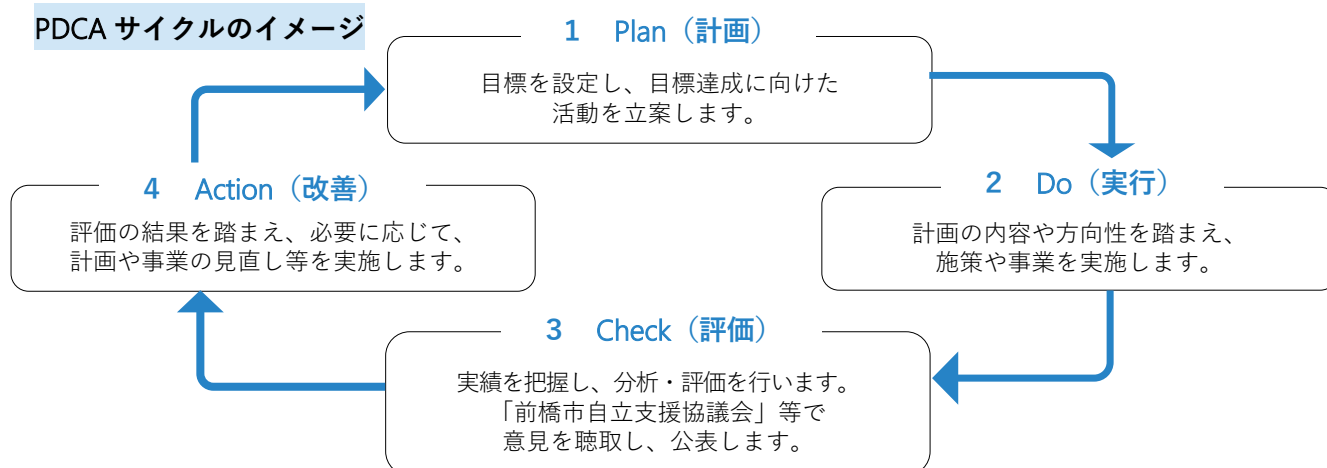 PDCA サイクルのイメージ
1 Plan（計画）
目標を設定し、目標達成に向けた
活動を立案します。
2 Do（実行）
計画の内容や方向性を踏まえ、
施策や事業を実施します。
3 Check（評価）
実績を把握し、分析・評価を行います。
「前橋市自立支援協議会」等で
意見を聴取し、公表します。
4 Action（改善）
評価の結果を踏まえ、必要に応じて、
計画や事業の見直し等を実施します。